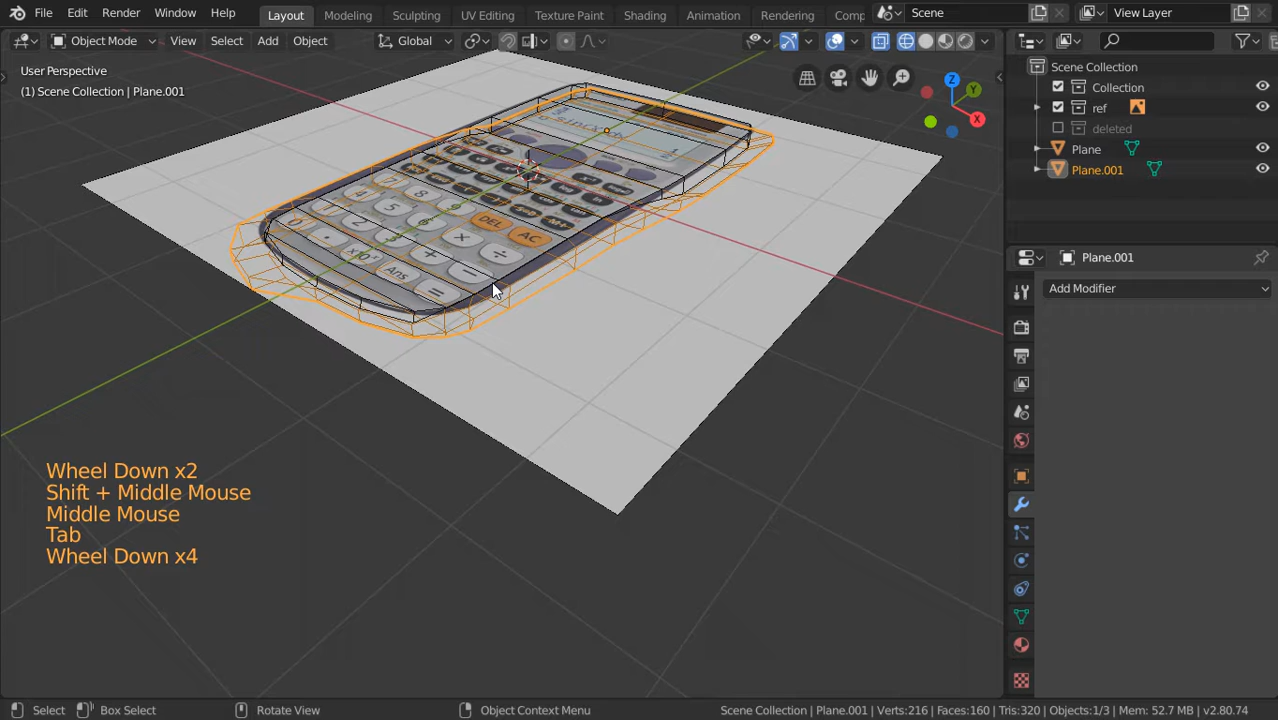 File Edit Render Window Help Layout Modeling Sculpting UV Editing Texture Paint Shading Animation Rendering Comp Scene View Layer
Object Mode View Select Add Object Global
User Perspective
(1) Scene Collection | Plane.001
Z
Y
X
Scene Collection
Collection
ref
deleted
Plane
Plane.001
Plane.001
Add Modifier
DEL AC
8
5
0
Ans
=
Wheel Down x2
Shift + Middle Mouse
Middle Mouse
Tab
Wheel Down x4
Select Box Select Rotate View Object Context Menu Scene Collection | Plane.001 | Verts:216 | Faces:160 | Tris:320 | Objects:1/3 | Mem: 52.7 MB | v2.80.74